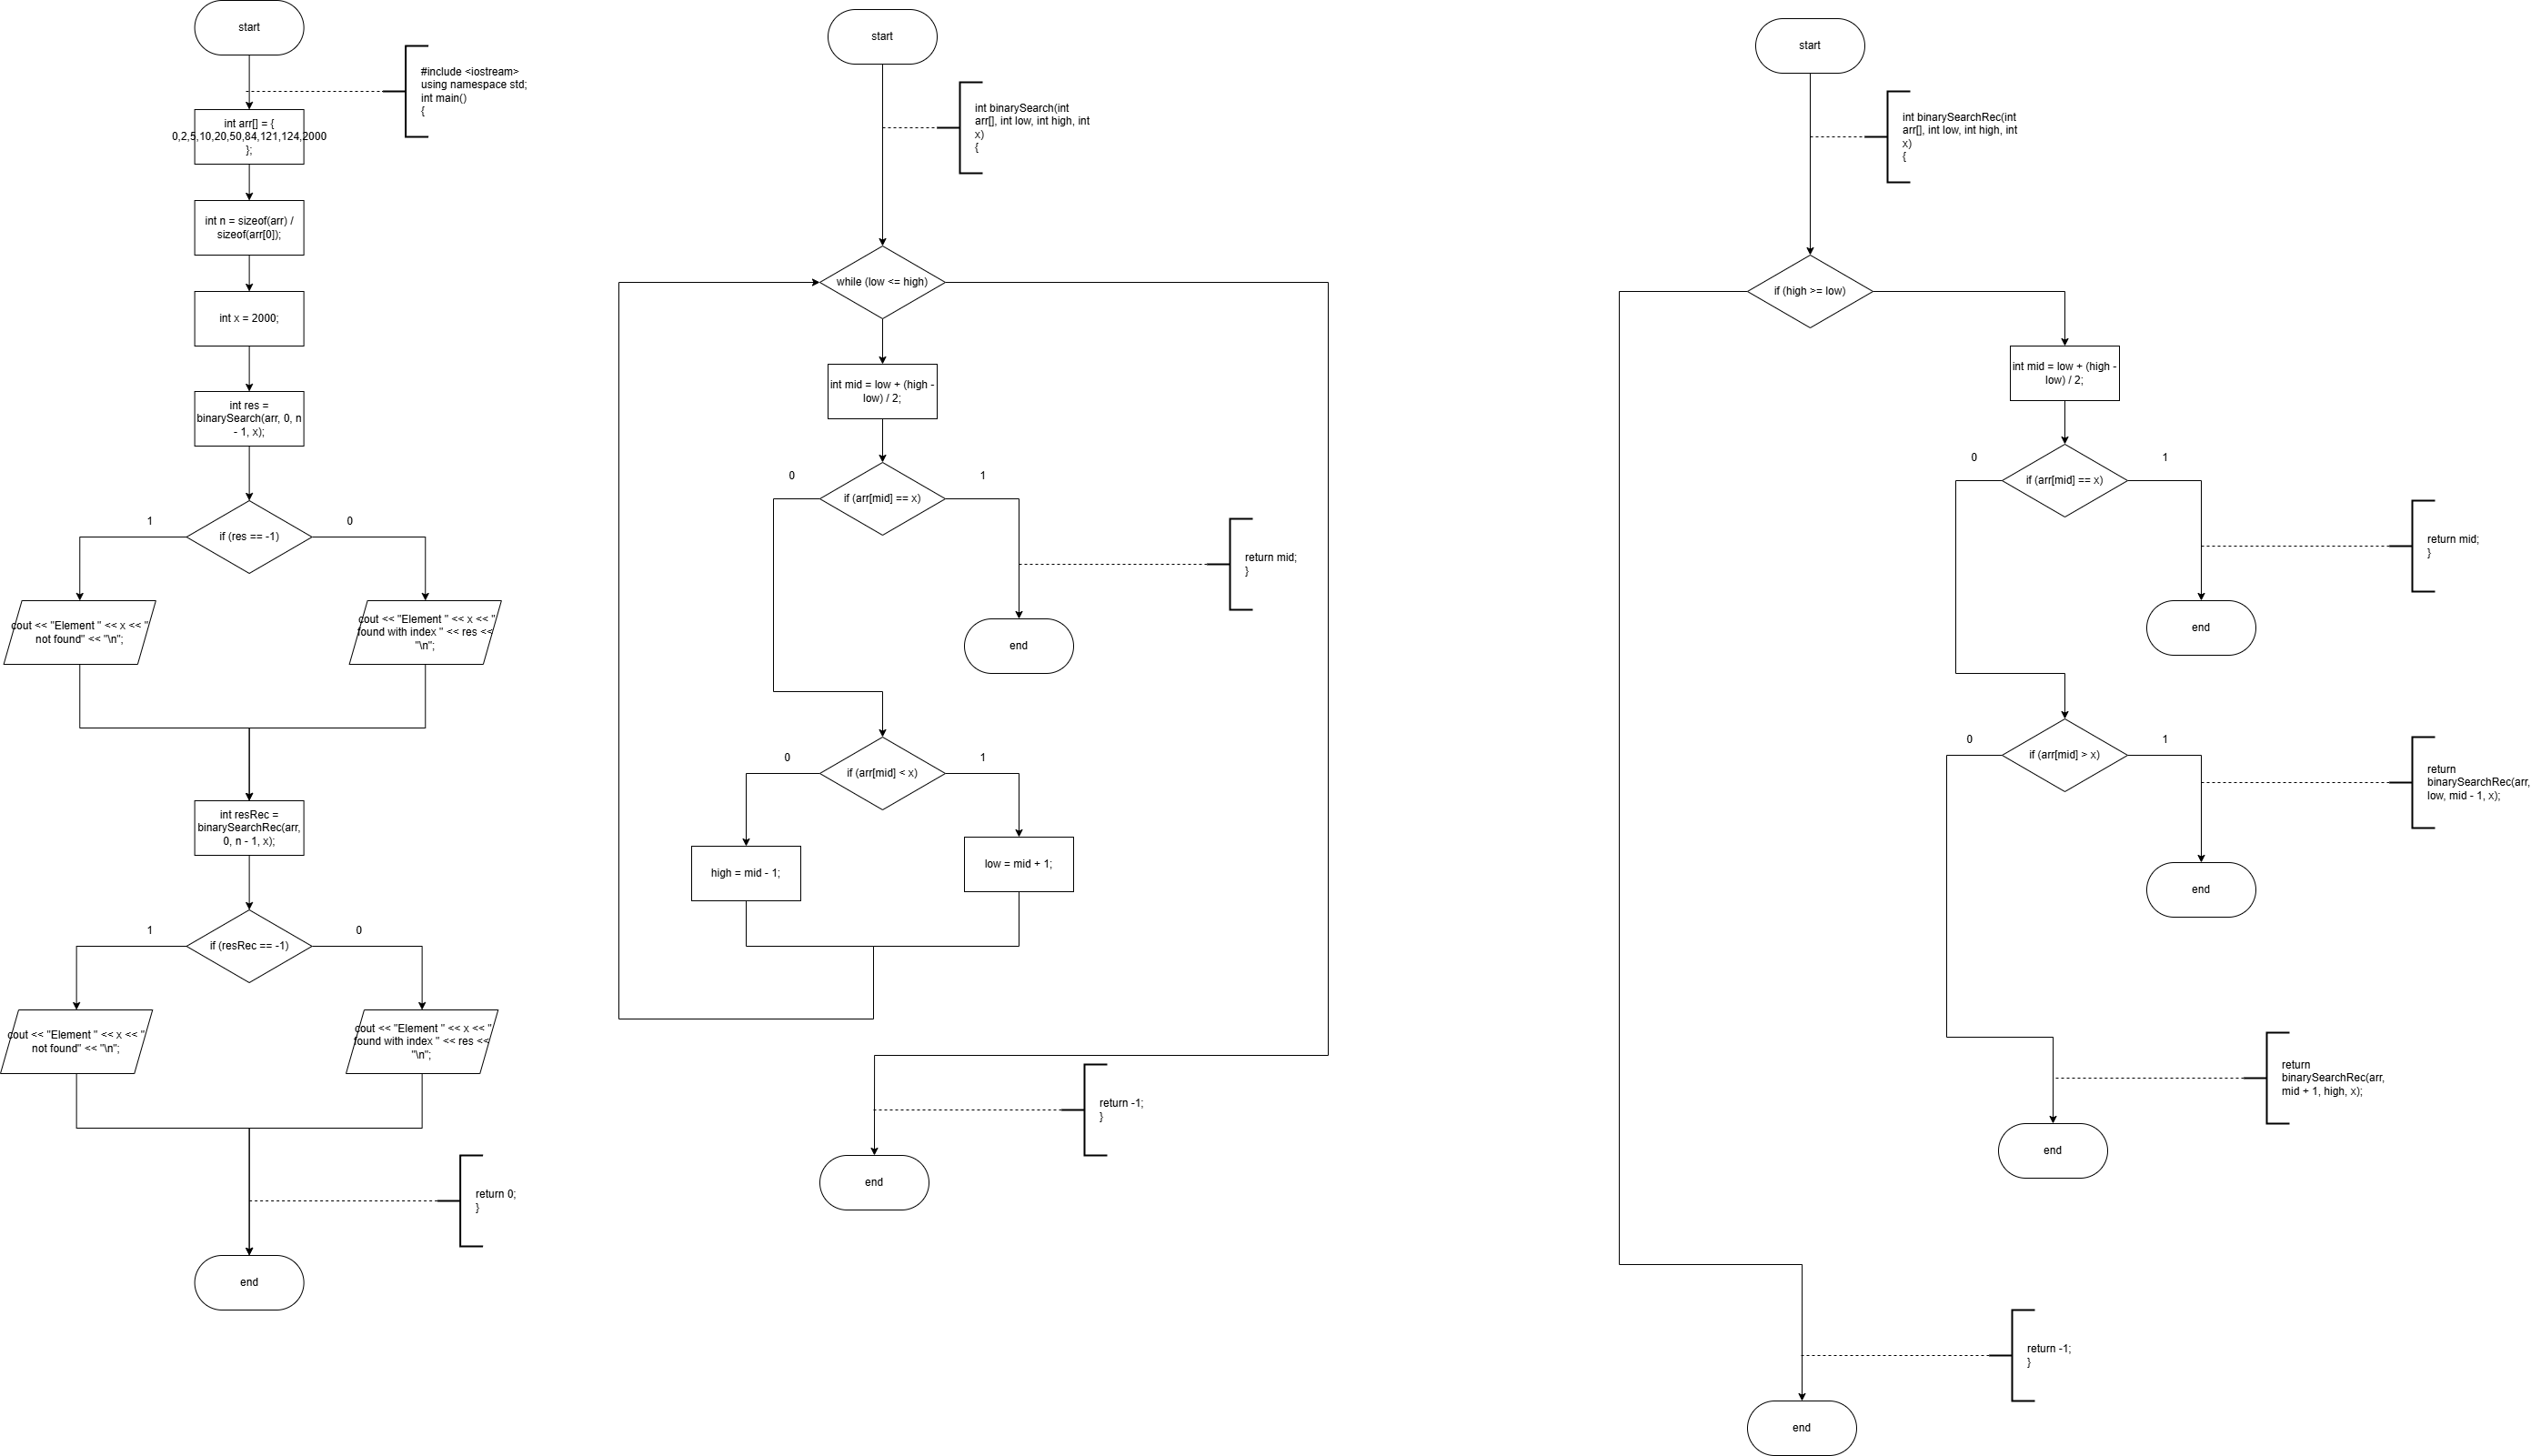 start
#include <iostream>
using namespace std;
int main()
{
int arr[] = {
0,2,5,10,20,50,84,121,124,2000
};
int n = sizeof(arr) /
sizeof(arr[0]);
int x = 2000;
int res =
binarySearch(arr, 0, n
- 1, x);
if (res == -1)
1
0
cout << "Element " << x << "
not found" << "\n";
cout << "Element " << x << "
found with index " << res <<
"\n";
int resRec =
binarySearchRec(arr,
0, n - 1, x);
if (resRec == -1)
1
0
cout << "Element " << x << "
not found" << "\n";
cout << "Element " << x << "
found with index " << res <<
"\n";
return 0;
}
end
start
int binarySearch(int
arr[], int low, int high, int
x)
{
while (low <= high)
int mid = low + (high -
low) / 2;
0
1
if (arr[mid] == x)
return mid;
}
end
0
1
if (arr[mid] < x)
high = mid - 1;
low = mid + 1;
return -1;
}
end
start
int binarySearchRec(int
arr[], int low, int high, int
x)
{
if (high >= low)
int mid = low + (high -
low) / 2;
0
1
if (arr[mid] == x)
return mid;
}
end
0
1
if (arr[mid] > x)
return
binarySearchRec(arr,
low, mid - 1, x);
end
return
binarySearchRec(arr,
mid + 1, high, x);
end
return -1;
}
end